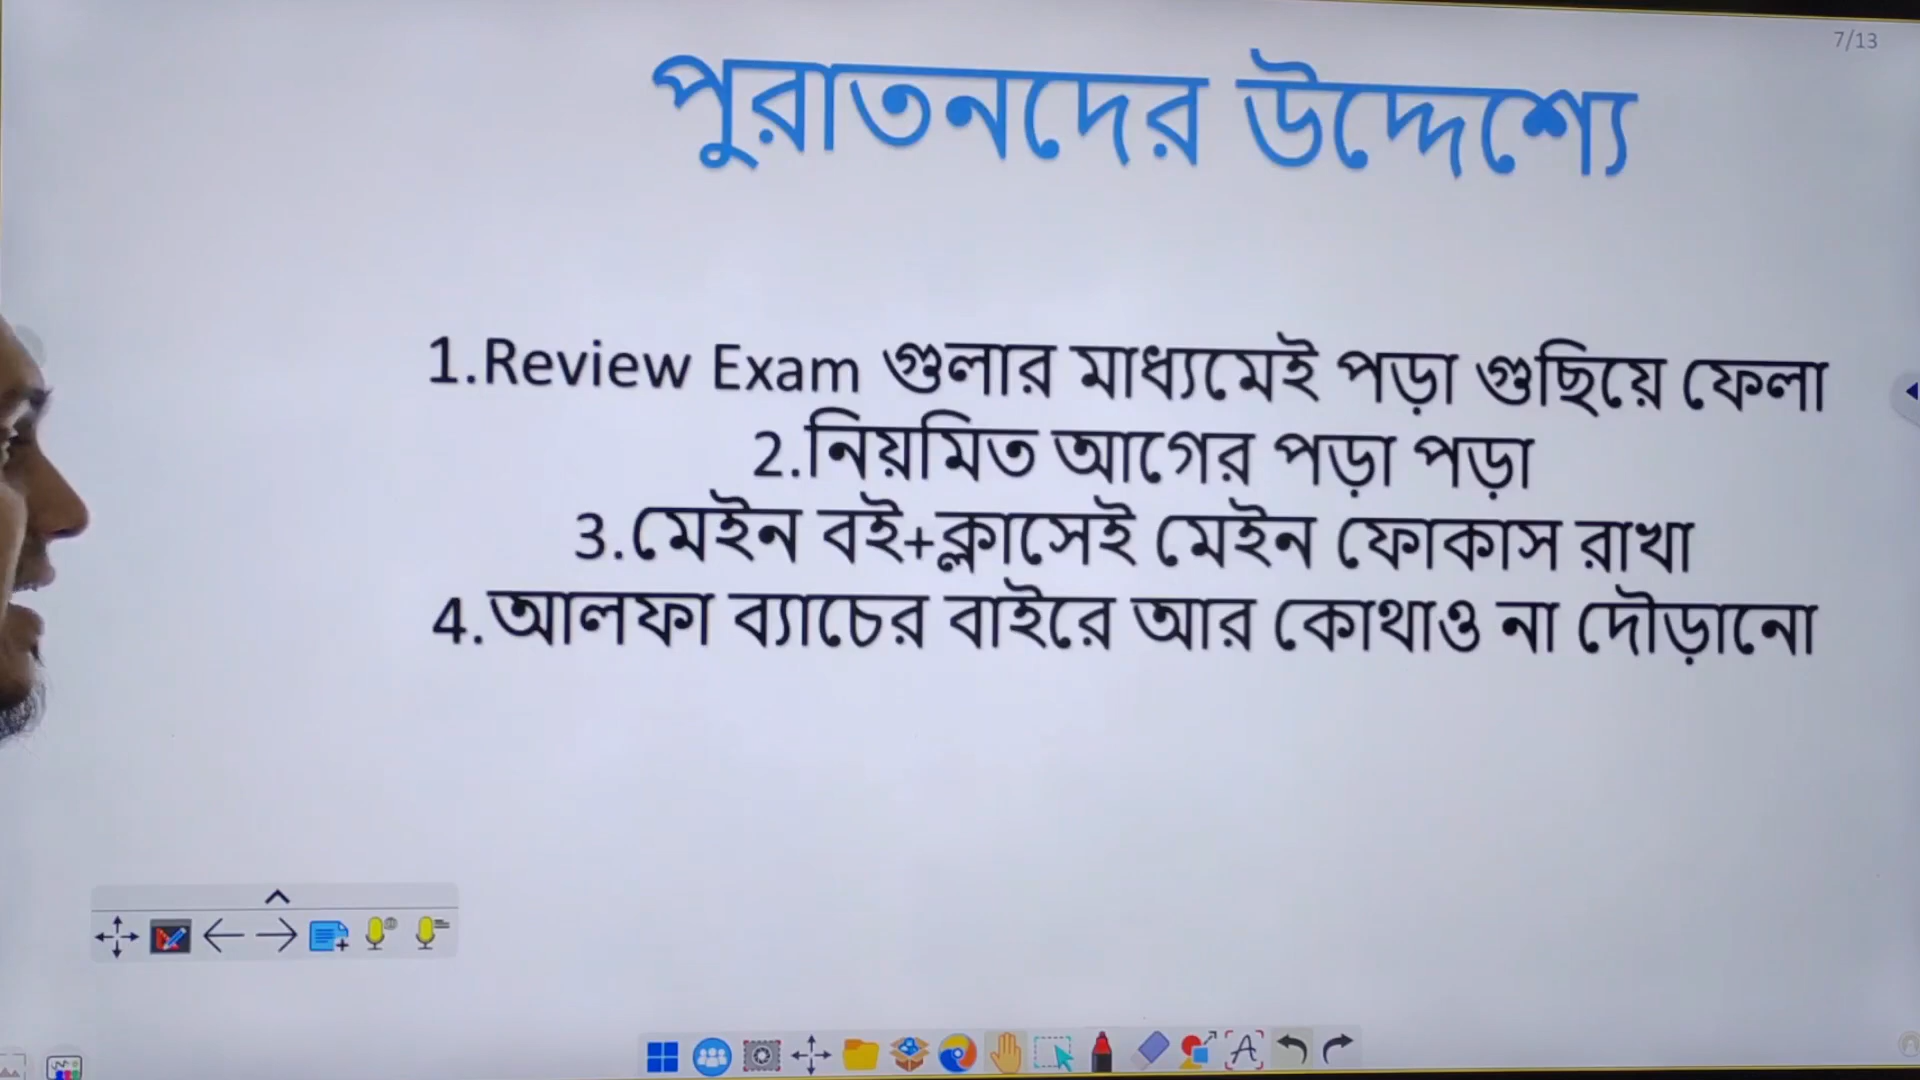 7/13
পুরাতনদের উদ্দেশ্যে
1.Review Exam গুলার মাধ্যমেই পড়া গুছিয়ে ফেলা
2.নিয়মিত আগের পড়া পড়া
3.মেইন বই+ক্লাসেই মেইন ফোকাস রাখা
4.আলফা ব্যাচের বাইরে আর কোথাও না দৌড়ানো